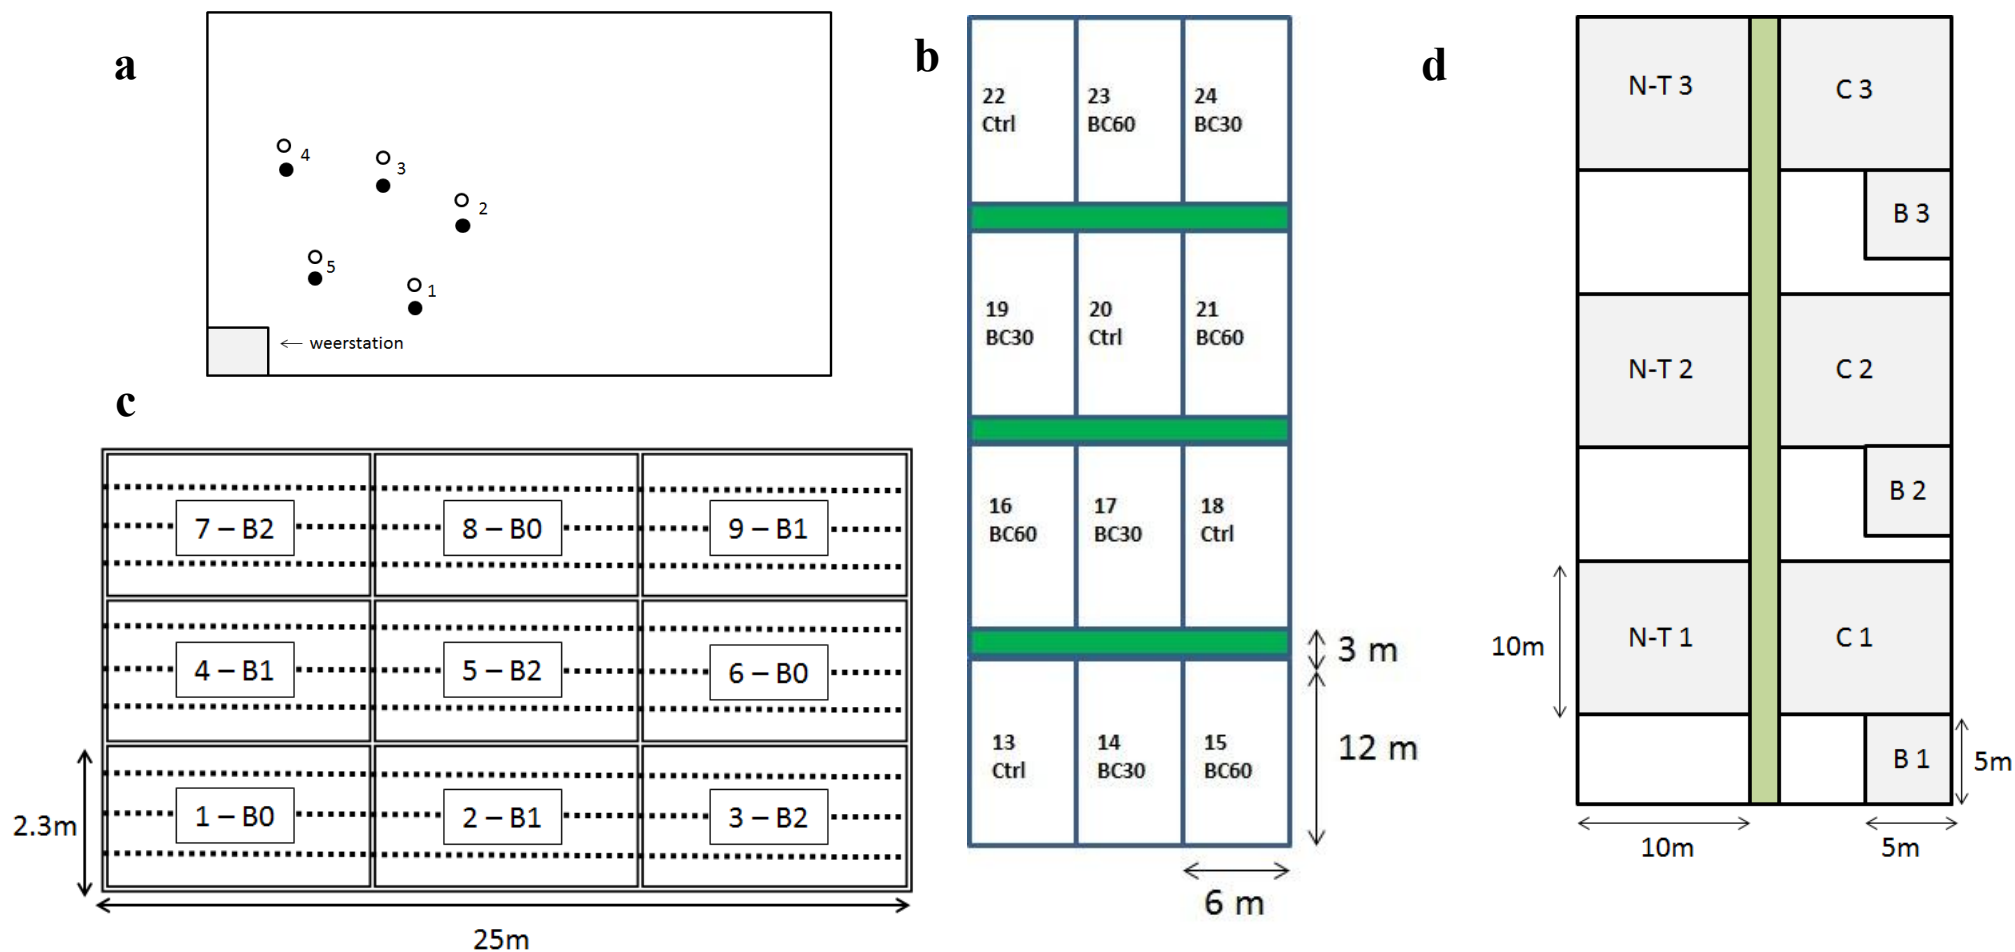 a
4
3
2
5
1
← weerstation
b
22
Ctrl
23
BC60
24
BC30
19
BC30
20
Ctrl
21
BC60
16
BC60
17
BC30
18
Ctrl
13
Ctrl
14
BC30
15
BC60
3 m
12 m
6 m
c
7 – B2
8 – B0
9 – B1
4 – B1
5 – B2
6 – B0
1 – B0
2 – B1
3 – B2
2.3m
25m
d
N-T 3
C 3
B 3
N-T 2
C 2
B 2
N-T 1
C 1
B 1
10m
5m
10m
5m